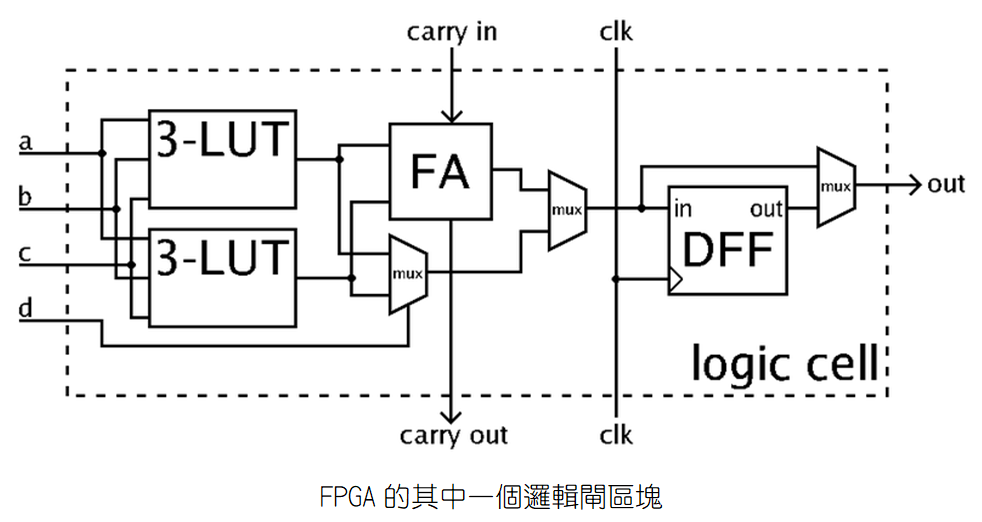 carry in
clk
a
b
c
d
3-LUT
3-LUT
FA
mux
mux
in
out
DFF
mux
out
logic cell
carry out
clk
FPGA 的其中一個邏輯閘區塊